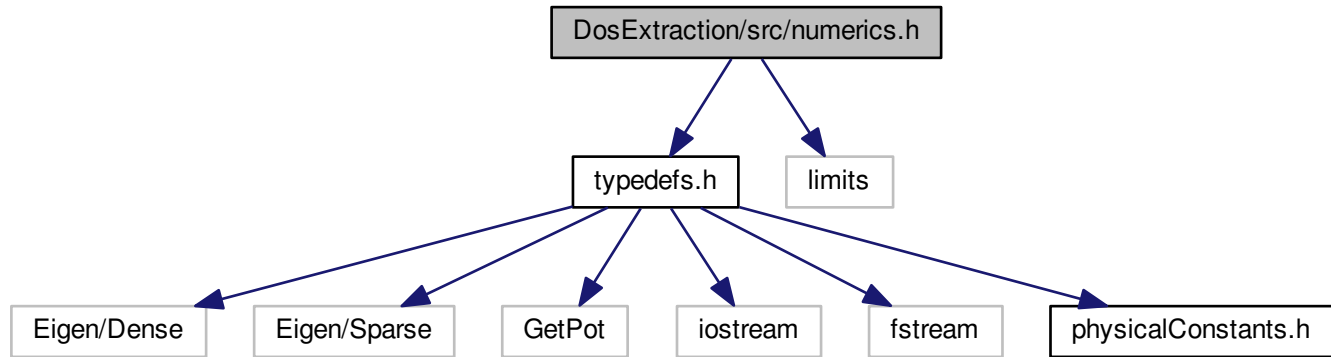 DosExtraction/src/numerics.h
typedefs.h
limits
Eigen/Dense
Eigen/Sparse
GetPot
iostream
fstream
physicalConstants.h